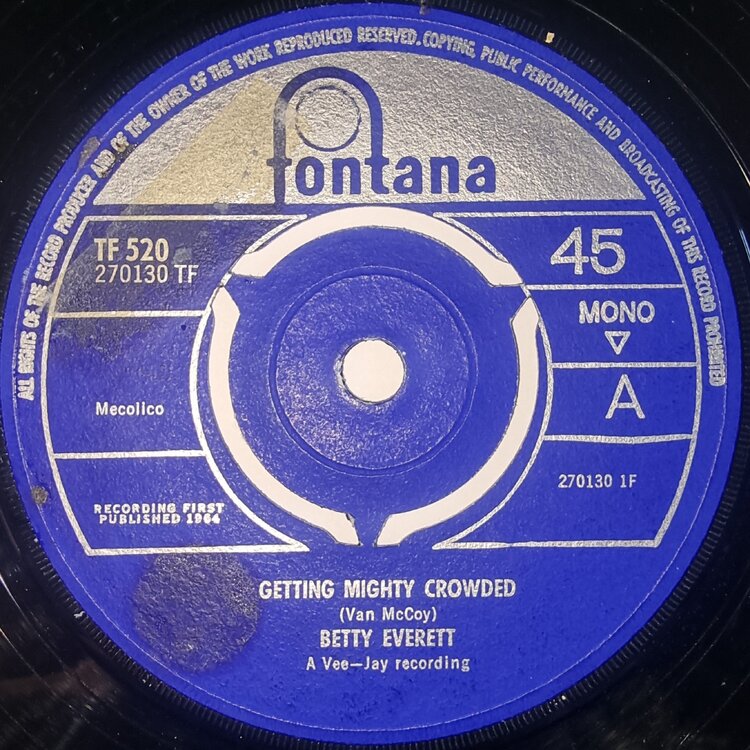 ALL RIGHTS OF THE RECORD PRODUCER AND OF THE OWNER OF THE WORK REPRODUCED RESERVED. COPYING, PUBLIC PERFORMANCE AND BROADCASTING OF THIS RECORD PROHIBITED
fontana
TF 520
270130 TF
45
MONO
A
Mecolico
270130 1F
RECORDING FIRST
PUBLISHED 1964
GETTING MIGHTY CROWDED
(Van McCoy)
BETTY EVERETT
A Vee-Jay recording